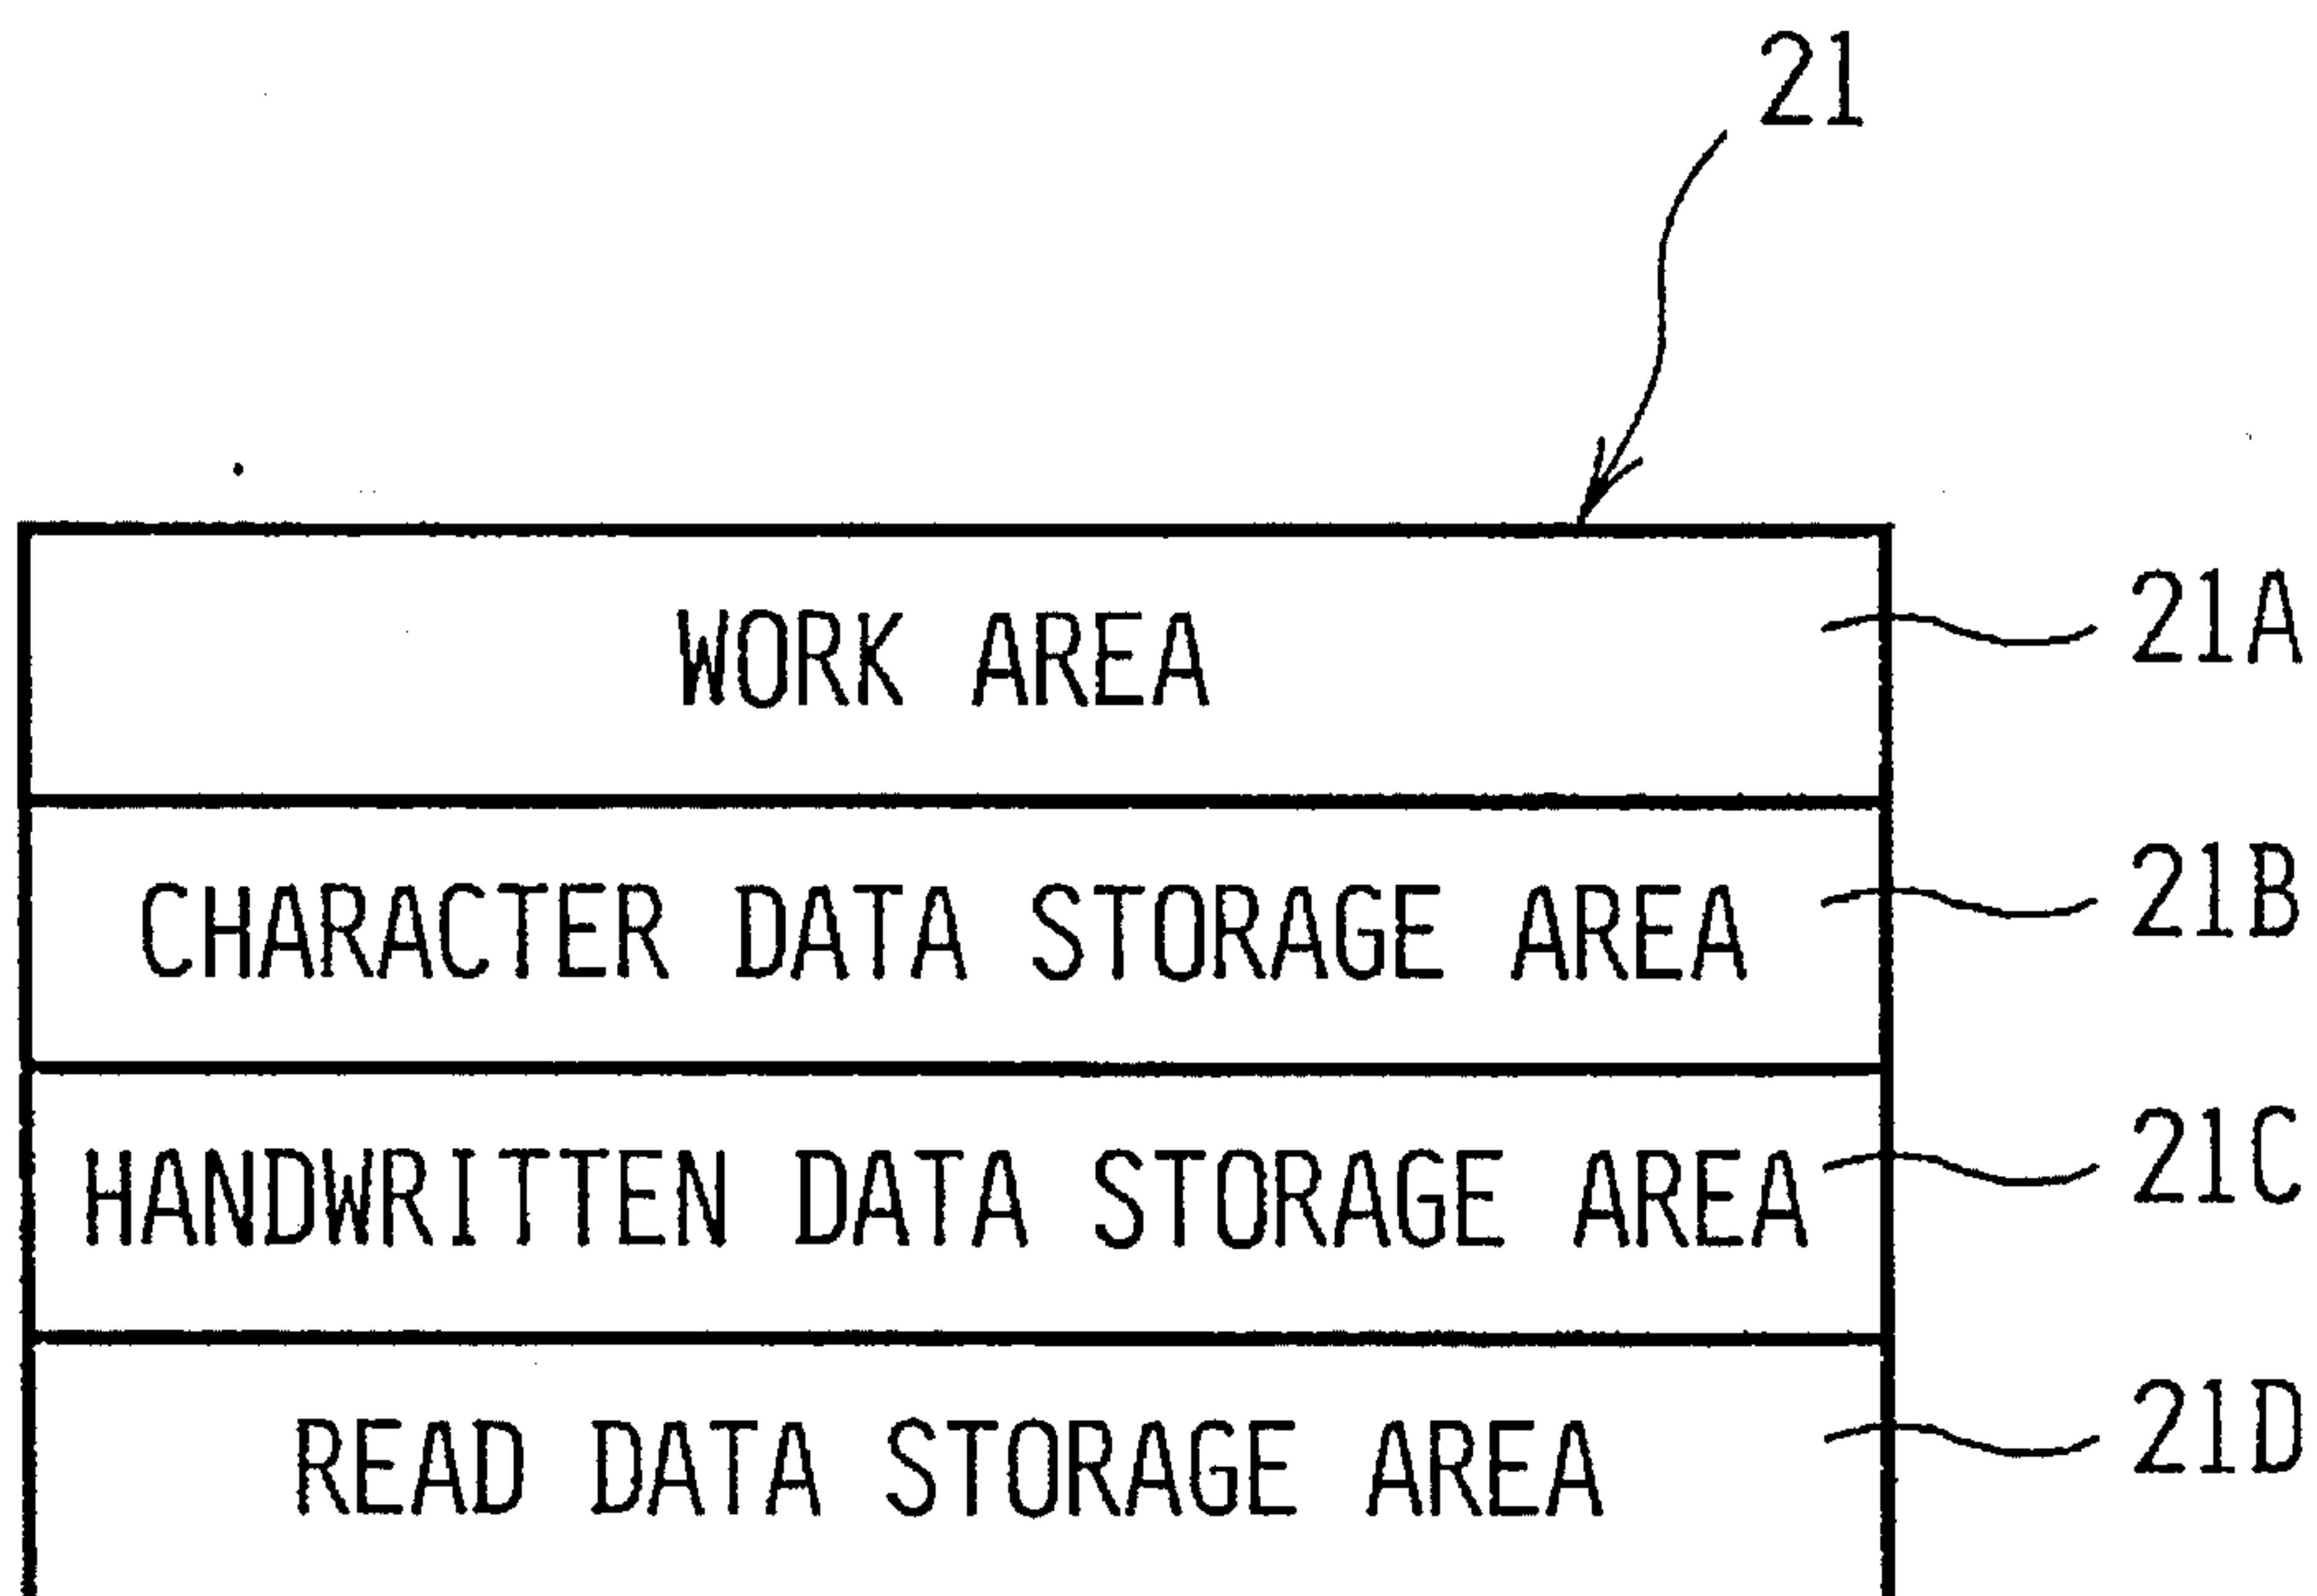 21
WORK AREA 21A
CHARACTER DATA STORAGE AREA 21B
HANDWRITTEN DATA STORAGE AREA 21C
READ DATA STORAGE AREA 21D